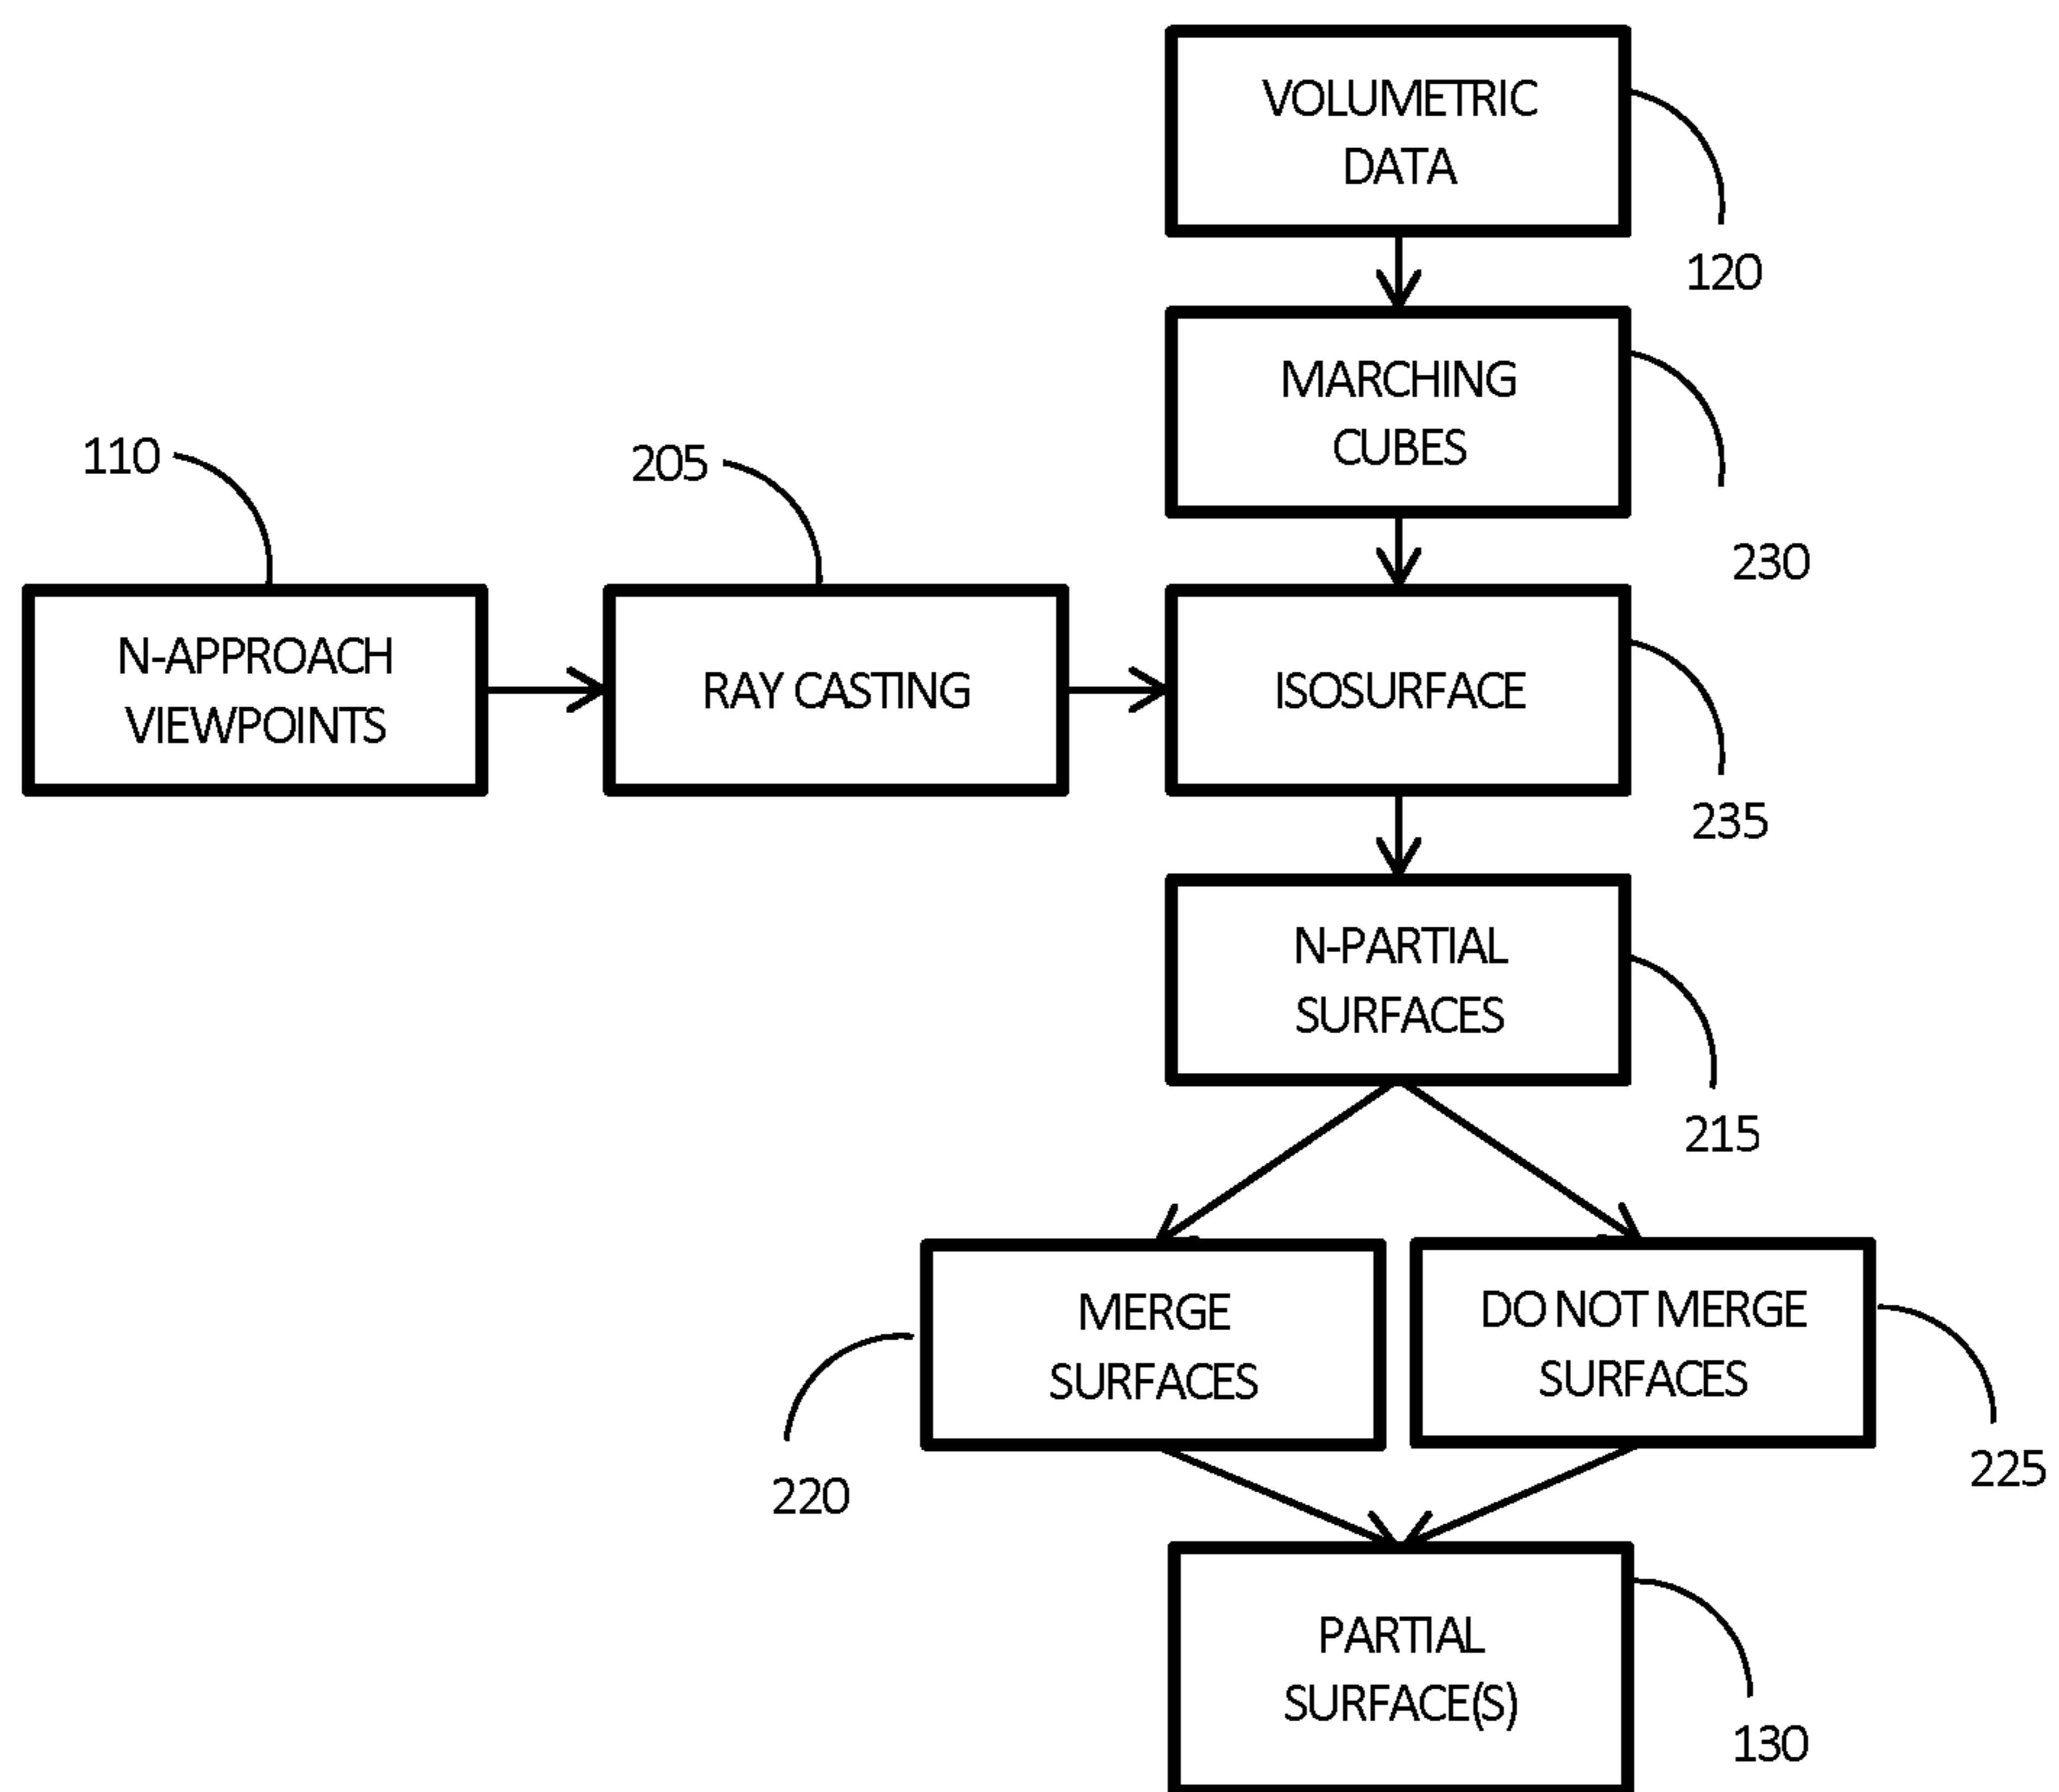 VOLUMETRIC
DATA
120
MARCHING
CUBES
230
110
205
N-APPROACH
VIEWPOINTS
RAY CASTING
ISOSURFACE
235
N-PARTIAL
SURFACES
215
MERGE
SURFACES
220
DO NOT MERGE
SURFACES
225
PARTIAL
SURFACE(S)
130